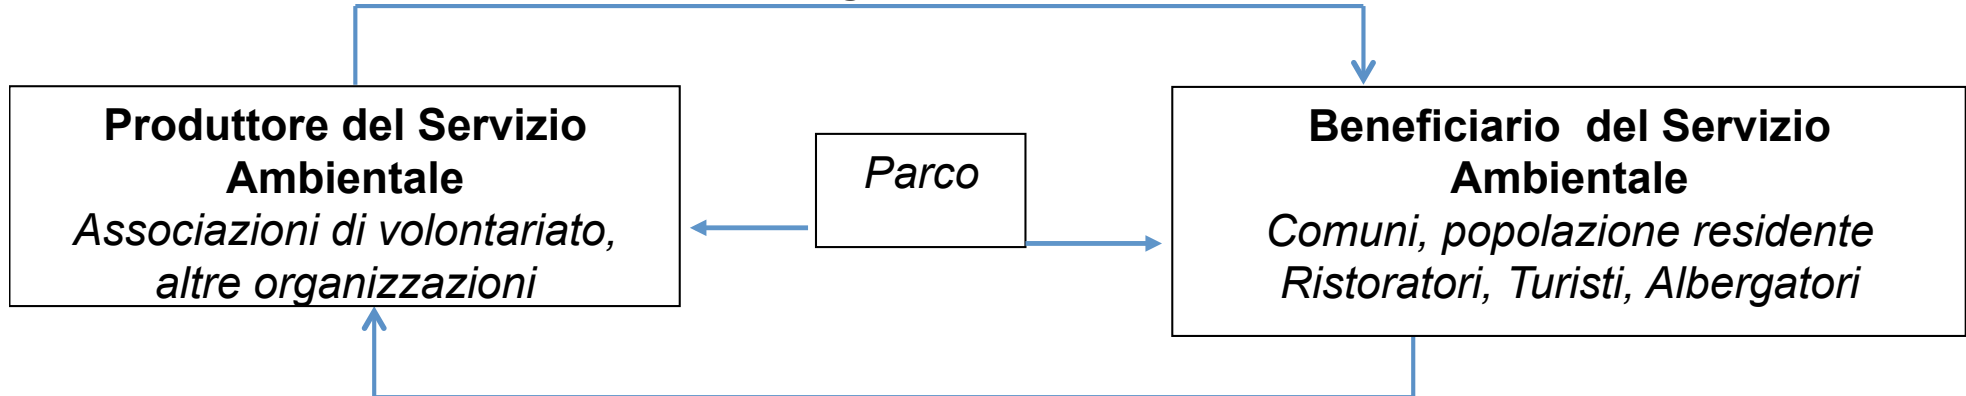 Produttore del Servizio
Ambientale
Associazioni di volontariato,
altre organizzazioni
Parco
Beneficiario del Servizio
Ambientale
Comuni, popolazione residente
Ristoratori, Turisti, Albergatori